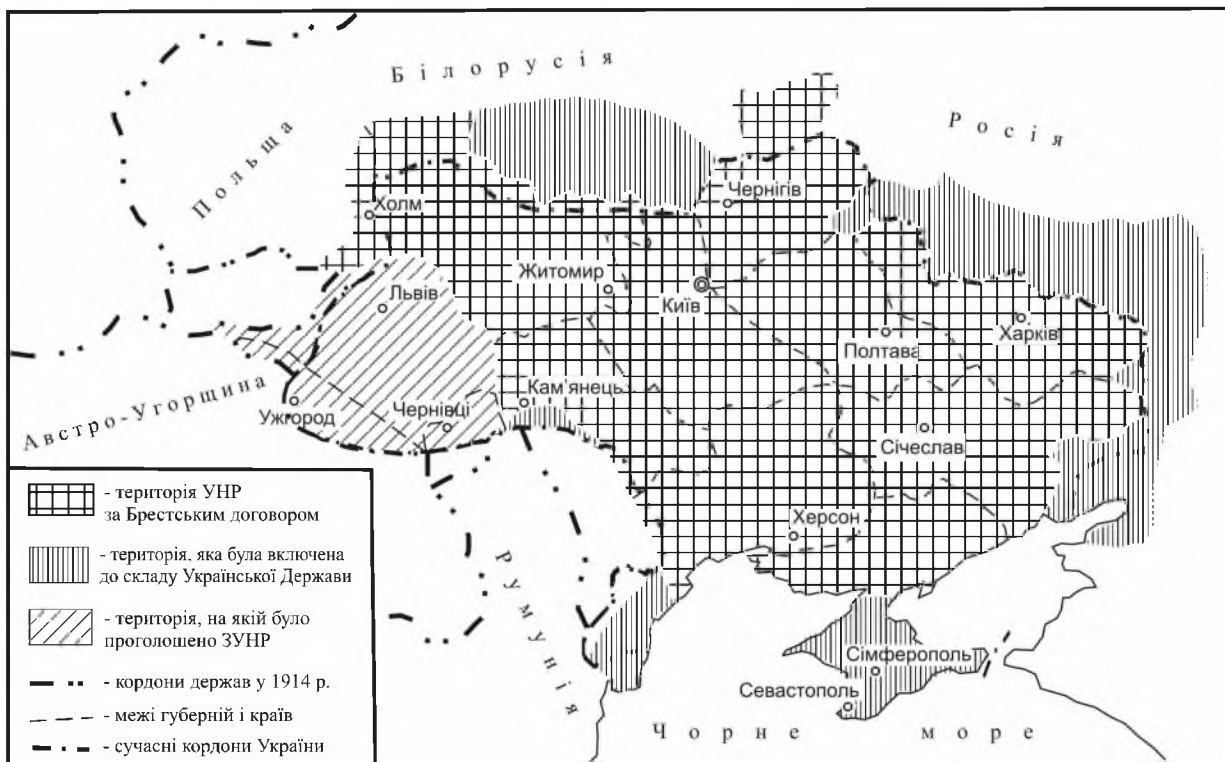 Білорусія
Росія
Польща
Чернігів
Холм
Житомир
Київ
Львів
Полтава
Харків
Австро-Угорщина
Ужгород
Кам'янець
Чернівці
Січеслав
Херсон
Румунія
Сімферополь
Севастополь
Чорне море
- територія УНР
за Брестським договором
- територія, яка була включена
до складу Української Держави
- територія, на якій було
проголошено ЗУНР
- кордони держав у 1914 р.
- межі губерній і країв
- сучасні кордони України